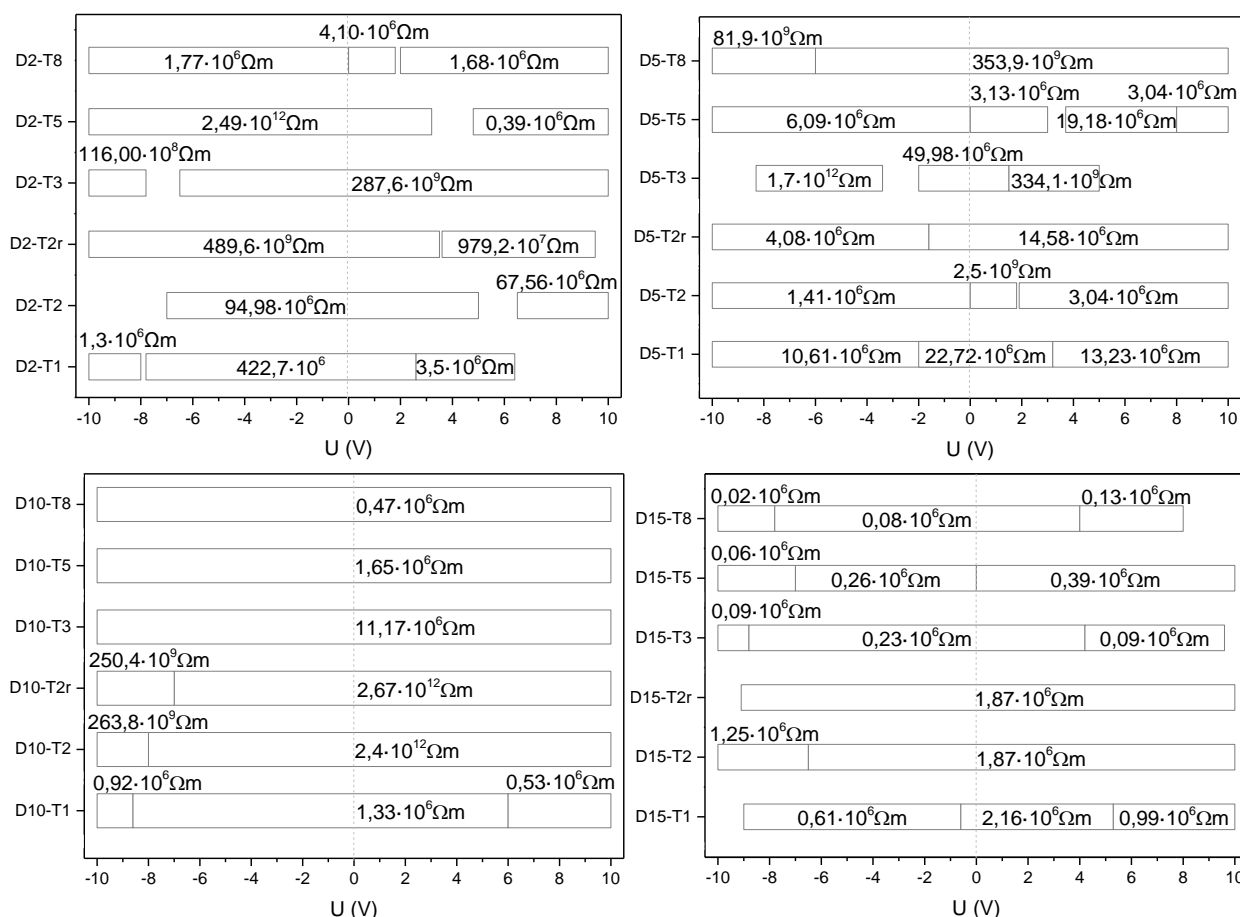 4,10·10⁶Ωm
D2-T8 1,77·10⁶Ωm 1,68·10⁶Ωm
D2-T5 2,49·10¹²Ωm 0,39·10⁶Ωm
116,00·10⁸Ωm
D2-T3 287,6·10⁹Ωm
D2-T2r 489,6·10⁹Ωm 979,2·10⁷Ωm
67,56·10⁶Ωm
D2-T2 94,98·10⁶Ωm
1,3·10⁶Ωm
D2-T1 422,7·10⁶ 3,5·10⁶Ωm
-10 -8 -6 -4 -2 0 2 4 6 8 10
U (V)
81,9·10⁹Ωm
D5-T8 353,9·10⁹Ωm
3,13·10⁶Ωm 3,04·10⁶Ωm
D5-T5 6,09·10⁶Ωm 19,18·10⁶Ωm
49,98·10⁶Ωm
D5-T3 1,7·10¹²Ωm 334,1·10⁹Ωm
D5-T2r 4,08·10⁶Ωm 14,58·10⁶Ωm
2,5·10⁹Ωm
D5-T2 1,41·10⁶Ωm 3,04·10⁶Ωm
D5-T1 10,61·10⁶Ωm 22,72·10⁶Ωm 13,23·10⁶Ωm
-10 -8 -6 -4 -2 0 2 4 6 8 10
U (V)
D10-T8 0,47·10⁶Ωm
D10-T5 1,65·10⁶Ωm
D10-T3 11,17·10⁶Ωm
250,4·10⁹Ωm
D10-T2r 2,67·10¹²Ωm
263,8·10⁹Ωm
D10-T2 2,4·10¹²Ωm
0,92·10⁶Ωm 0,53·10⁶Ωm
D10-T1 1,33·10⁶Ωm
-10 -8 -6 -4 -2 0 2 4 6 8 10
U (V)
0,02·10⁶Ωm 0,13·10⁶Ωm
D15-T8 0,08·10⁶Ωm
0,06·10⁶Ωm
D15-T5 0,26·10⁶Ωm 0,39·10⁶Ωm
0,09·10⁶Ωm
D15-T3 0,23·10⁶Ωm 0,09·10⁶Ωm
D15-T2r 1,87·10⁶Ωm
1,25·10⁶Ωm
D15-T2 1,87·10⁶Ωm
D15-T1 0,61·10⁶Ωm 2,16·10⁶Ωm 0,99·10⁶Ωm
-10 -8 -6 -4 -2 0 2 4 6 8 10
U (V)